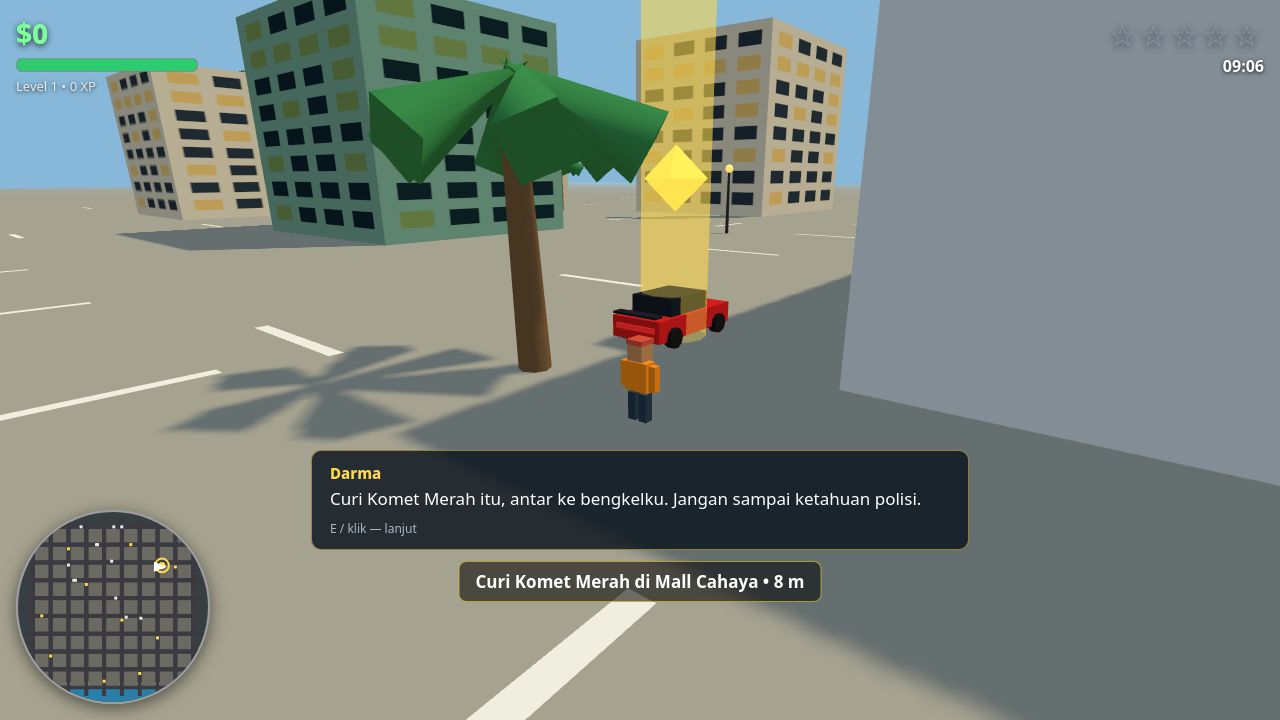 $0
Level 1 • 0 XP
09:06
Darma
Curi Komet Merah itu, antar ke bengkelku. Jangan sampai ketahuan polisi.
E / klik — lanjut
Curi Komet Merah di Mall Cahaya • 8 m